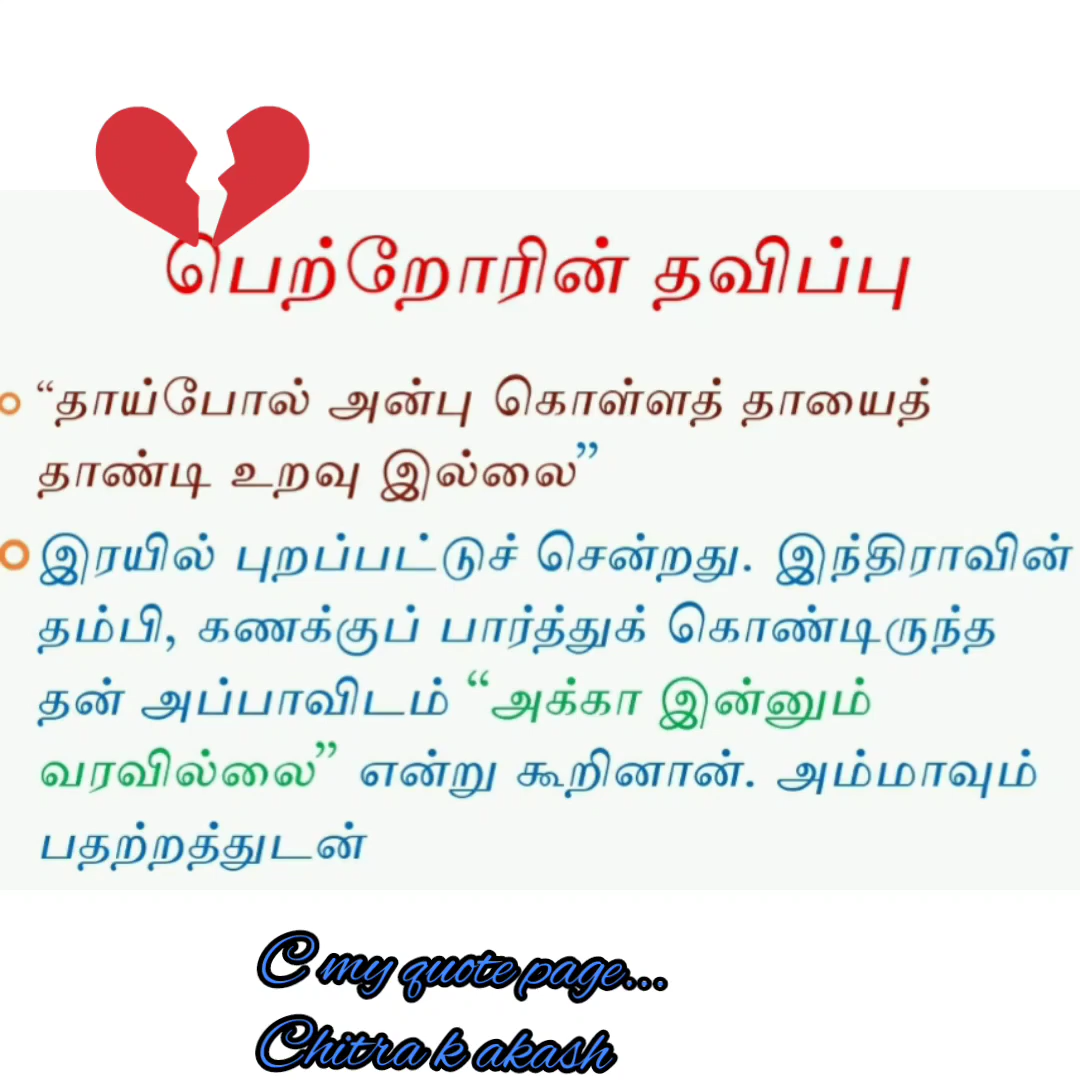 பெற்றோரின் தவிப்பு
“தாய்போல் அன்பு கொள்ளத் தாயைத்
தாண்டி உறவு இல்லை”
இரயில் புறப்பட்டுச் சென்றது. இந்திராவின்
தம்பி, கணக்குப் பார்த்துக் கொண்டிருந்த
தன் அப்பாவிடம் “அக்கா இன்னும்
வரவில்லை” என்று கூறினான். அம்மாவும்
பதற்றத்துடன்
C my quote page...
Chitra k akash